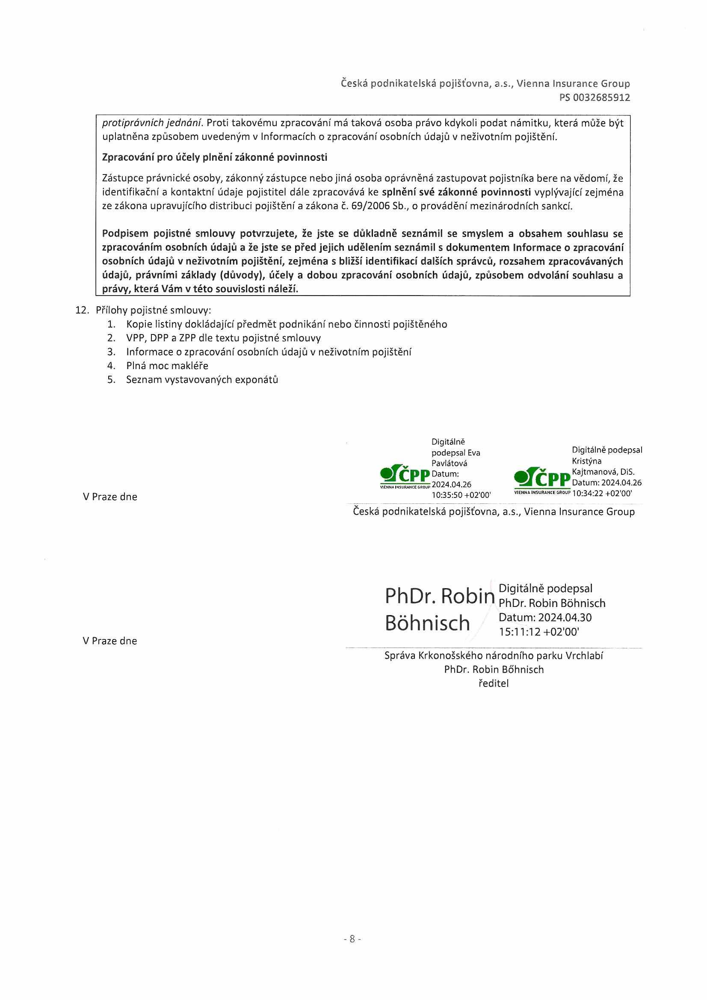 Česká podnikatelská pojišťovna, a.s., Vienna Insurance Group
PS 0032685912
protiprávních jednání. Proti takovému zpracování má taková osoba právo kdykoli podat námitku, která může být
uplatněna způsobem uvedeným v Informacích o zpracování osobních údajů v neživotním pojištění.
Zpracování pro účely plnění zákonné povinnosti
Zástupce právnické osoby, zákonný zástupce nebo jiná osoba oprávněná zastupovat pojistníka bere na vědomí, že
identifikační a kontaktní údaje pojistitel dále zpracovává ke splnění své zákonné povinnosti vyplývající zejména
ze zákona upravujícího distribuci pojištění a zákona č. 69/2006 Sb., o provádění mezinárodních sankcí.
Podpisem pojistné smlouvy potvrzujete, že jste se důkladně seznámil se smyslem a obsahem souhlasu se
zpracováním osobních údajů a že jste se před jejich udělením seznámil s dokumentem Informace o zpracování
osobních údajů v neživotním pojištění, zejména s bližší identifikací dalších správců, rozsahem zpracovávaných
údajů, právními základy (důvody), účely a dobou zpracování osobních údajů, způsobem odvolání souhlasu a
právy, která Vám v této souvislosti náleží.
12. Přílohy pojistné smlouvy:
1. Kopie listiny dokládající předmět podnikání nebo činnosti pojištěného
2. VPP, DPP a ZPP dle textu pojistné smlouvy
3. Informace o zpracování osobních údajů v neživotním pojištění
4. Plná moc makléře
5. Seznam vystavovaných exponátů
ČPP
VIENNA INSURANCE GROUP
Digitálně
podepsal Eva
Pavlátová
Datum:
2024.04.26
10:35:50 +02'00'
ČPP
VIENNA INSURANCE GROUP
Digitálně podepsal
Kristýna
Kajtmanová, DiS.
Datum: 2024.04.26
10:34:22 +02'00'
V Praze dne
Česká podnikatelská pojišťovna, a.s., Vienna Insurance Group
PhDr. Robin
Böhnisch
Digitálně podepsal
PhDr. Robin Böhnisch
Datum: 2024.04.30
15:11:12 +02'00'
V Praze dne
Správa Krkonošského národního parku Vrchlabí
PhDr. Robin Bőhnisch
ředitel
- 8 -